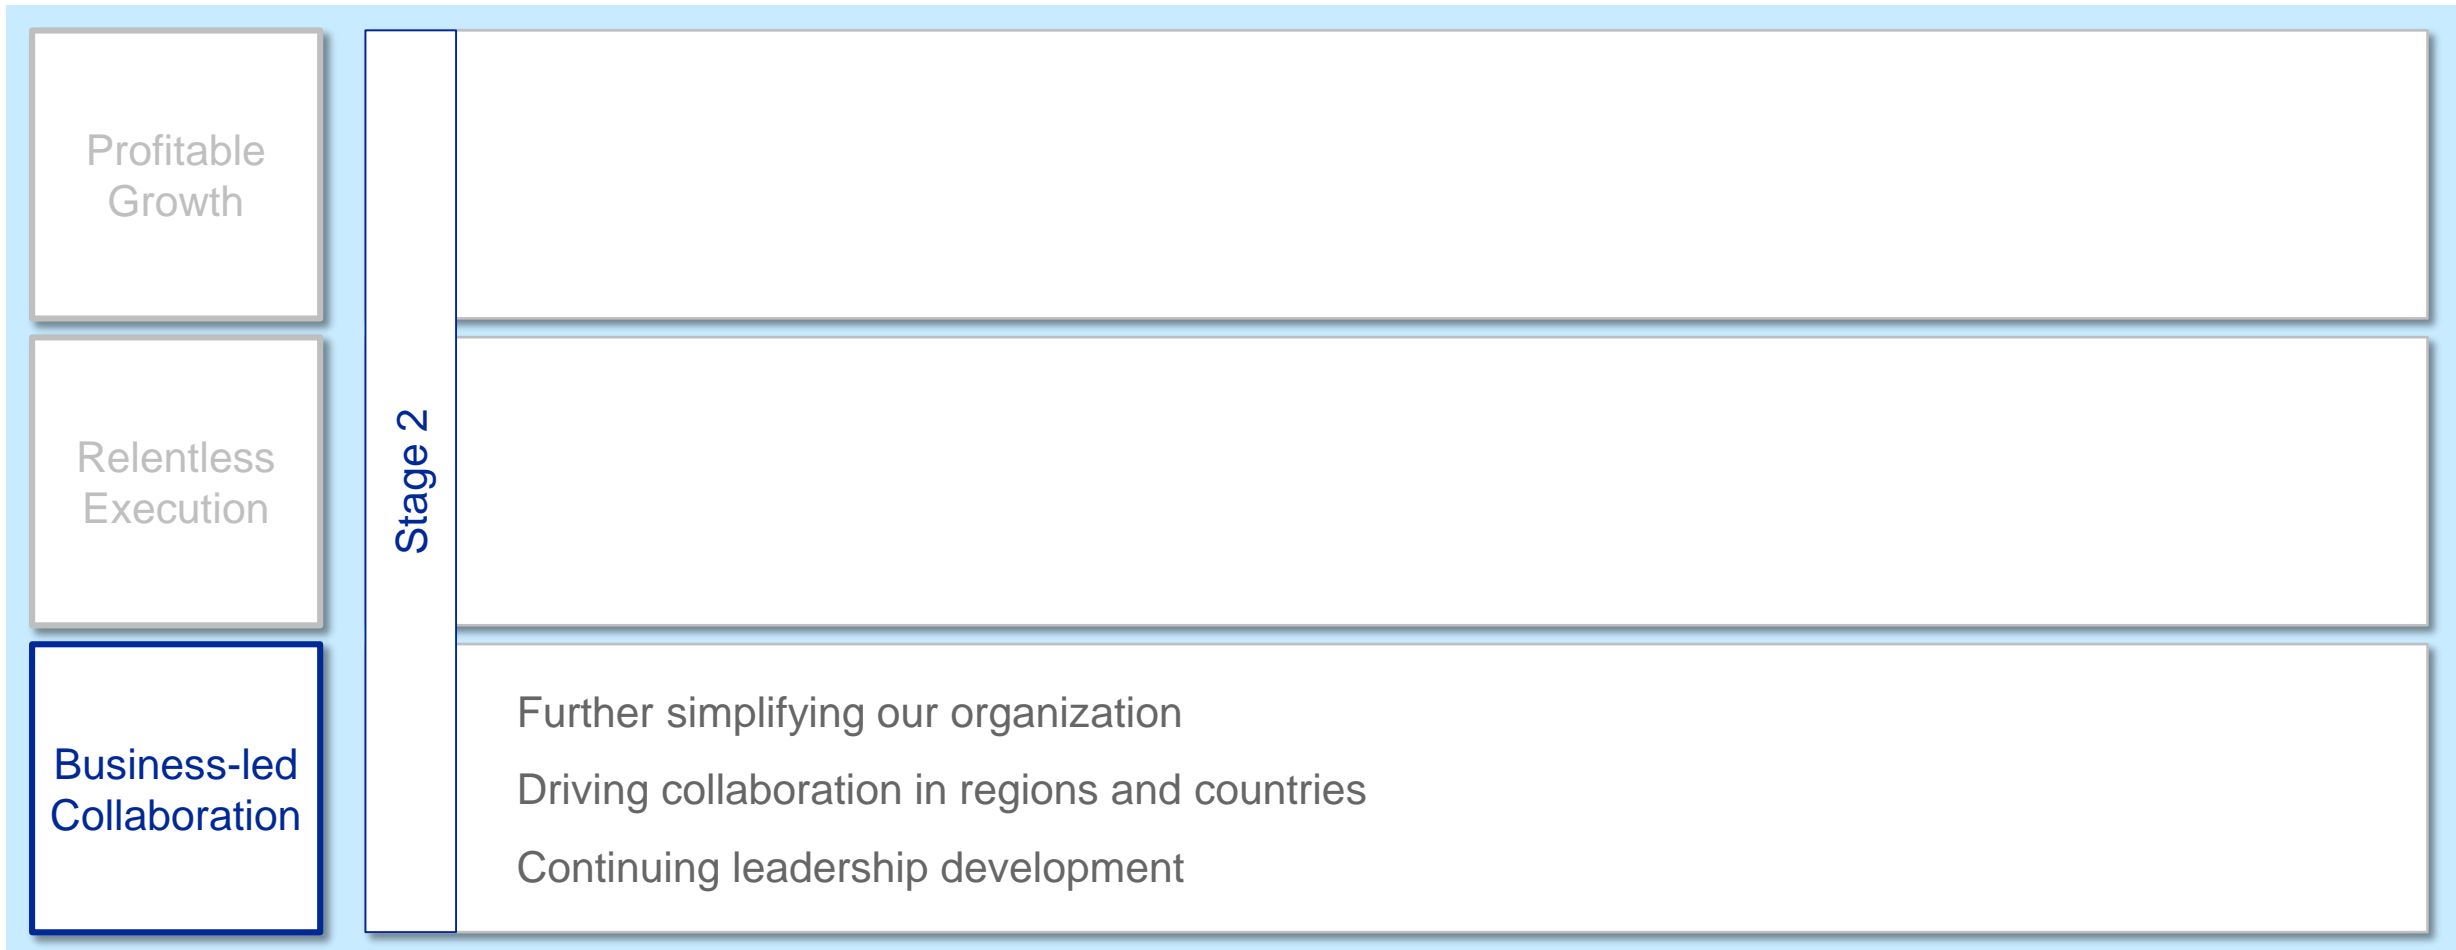 Profitable
Growth
Relentless
Execution
Business-led
Collaboration
Stage 2
Further simplifying our organization
Driving collaboration in regions and countries
Continuing leadership development